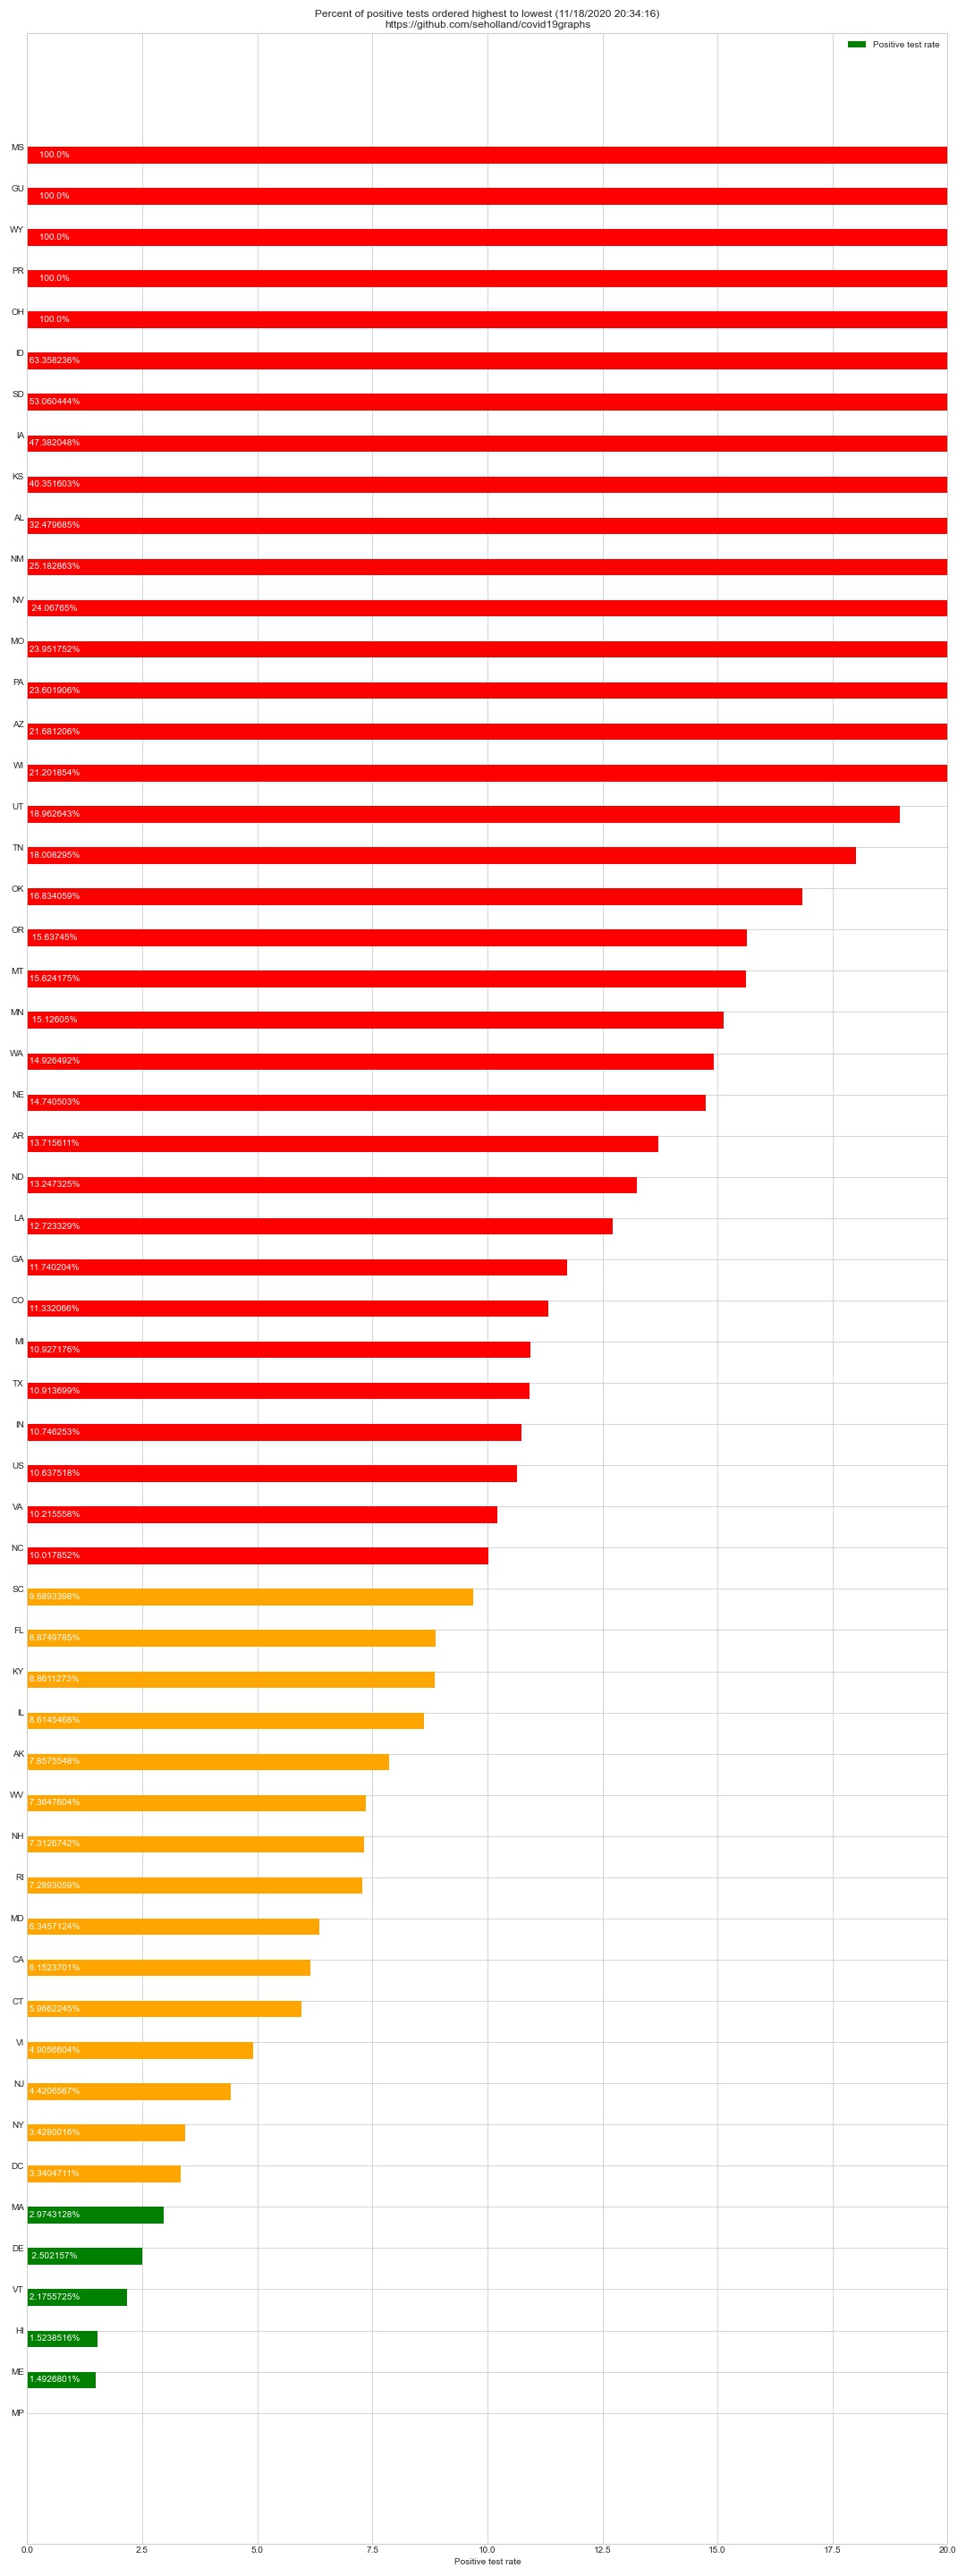 Percent of positive tests ordered highest to lowest (11/18/2020 20:34:16)
https://github.com/seholland/covid19graphs
Positive test rate
MS 100.0%
GU 100.0%
WY 100.0%
PR 100.0%
OH 100.0%
ID 63.358236%
SD 53.060444%
IA 47.382048%
KS 40.351603%
AL 32.479685%
NM 25.182863%
NV 24.06765%
MO 23.951752%
PA 23.601906%
AZ 21.681206%
WI 21.201854%
UT 18.962643%
TN 18.008295%
OK 16.834059%
OR 15.63745%
MT 15.624175%
MN 15.12605%
WA 14.926492%
NE 14.740503%
AR 13.715611%
ND 13.247325%
LA 12.723329%
GA 11.740204%
CO 11.332066%
MI 10.927176%
TX 10.913699%
IN 10.746253%
US 10.637518%
VA 10.215558%
NC 10.017852%
SC 9.6893398%
FL 8.8749785%
KY 8.8611273%
IL 8.6145468%
AK 7.8575548%
WV 7.3647604%
NH 7.3126742%
RI 7.2893059%
MD 6.3457124%
CA 6.1523701%
CT 5.9662245%
VI 4.9056604%
NJ 4.4206567%
NY 3.4280016%
DC 3.3404711%
MA 2.9743128%
DE 2.502157%
VT 2.1755725%
HI 1.5238516%
ME 1.4926801%
MP
0.0 2.5 5.0 7.5 10.0 12.5 15.0 17.5 20.0
Positive test rate